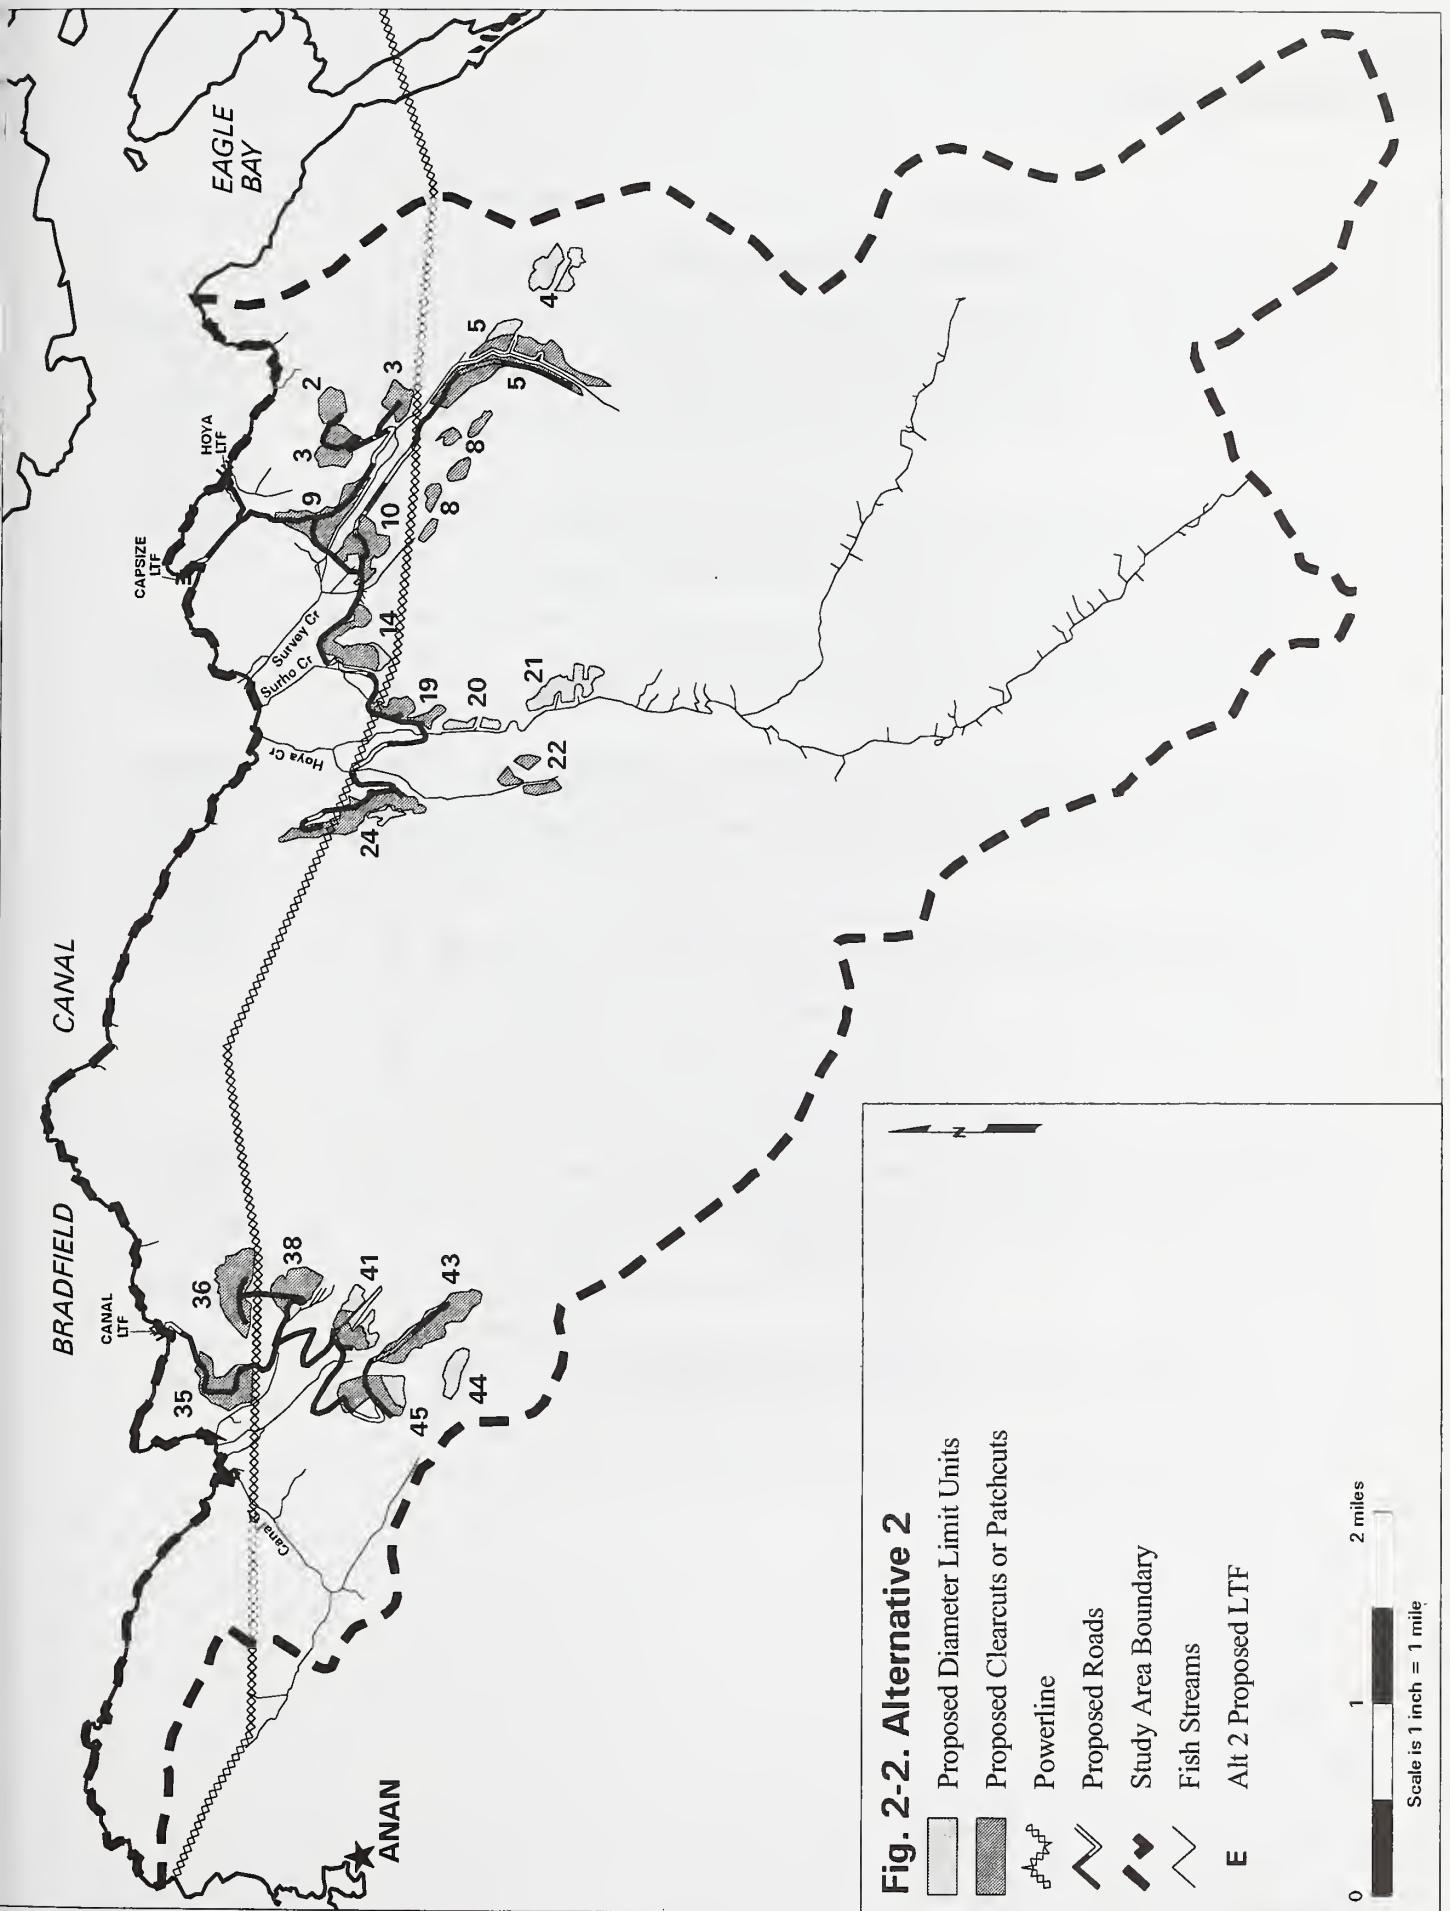 BRADFIELD
CANAL
EAGLE
BAY
CANAL
LTF
CAPSIZE
LTF
HOYA
LTF
E
Survey Cr
Surho Cr
Hoya Cr
Canal
ANAN
35
36
38
41
43
44
45
24
22
21
20
19
14
10
9
8
8
3
2
3
5
5
4
N
Fig. 2-2. Alternative 2
Proposed Diameter Limit Units
Proposed Clearcuts or Patchcuts
Powerline
Proposed Roads
Study Area Boundary
Fish Streams
E Alt 2 Proposed LTF
0 1 2 miles
Scale is 1 inch = 1 mile